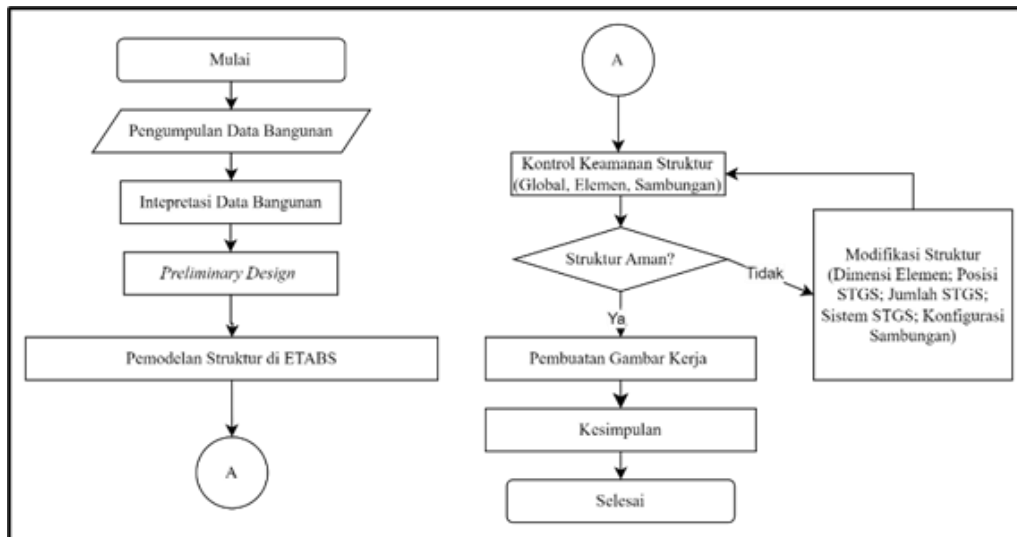 Mulai
Pengumpulan Data Bangunan
Intepretasi Data Bangunan
Preliminary Design
Pemodelan Struktur di ETABS
A
A
Kontrol Keamanan Struktur
(Global, Elemen, Sambungan)
Struktur Aman?
Tidak
Modifikasi Struktur
(Dimensi Elemen; Posisi
STGS; Jumlah STGS;
Sistem STGS; Konfigurasi
Sambungan)
Ya
Pembuatan Gambar Kerja
Kesimpulan
Selesai